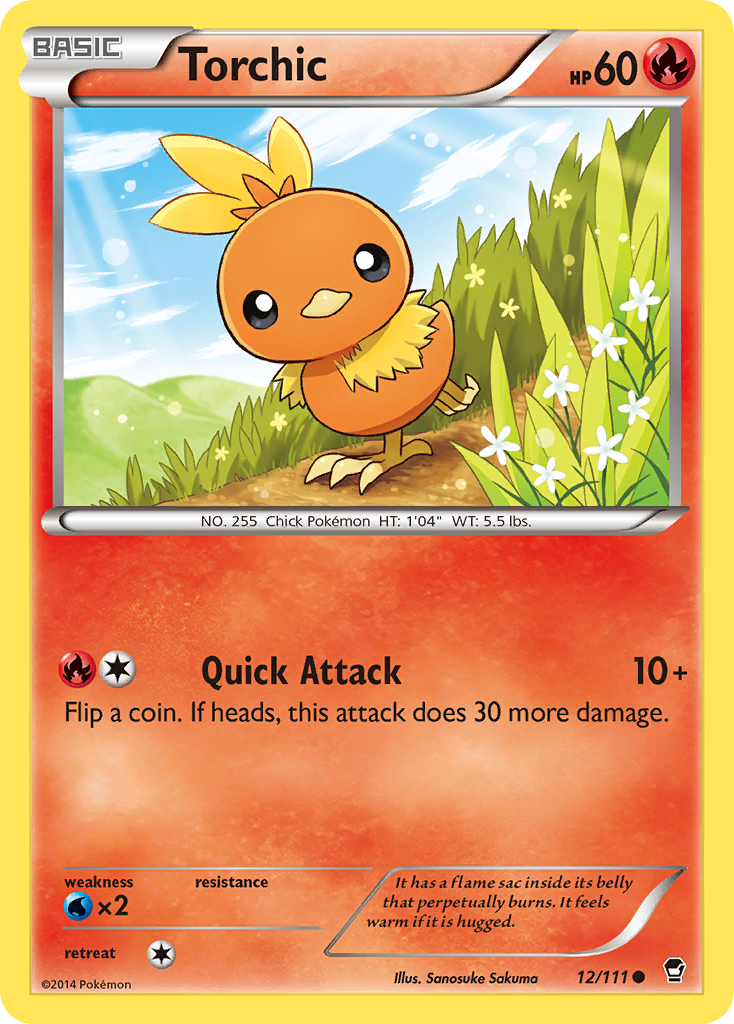 BASIC
Torchic
HP60
NO. 255 Chick Pokémon HT: 1'04" WT: 5.5 lbs.
Quick Attack 10+
Flip a coin. If heads, this attack does 30 more damage.
weakness resistance
×2
retreat
It has a flame sac inside its belly
that perpetually burns. It feels
warm if it is hugged.
©2014 Pokémon
Illus. Sanosuke Sakuma
12/111